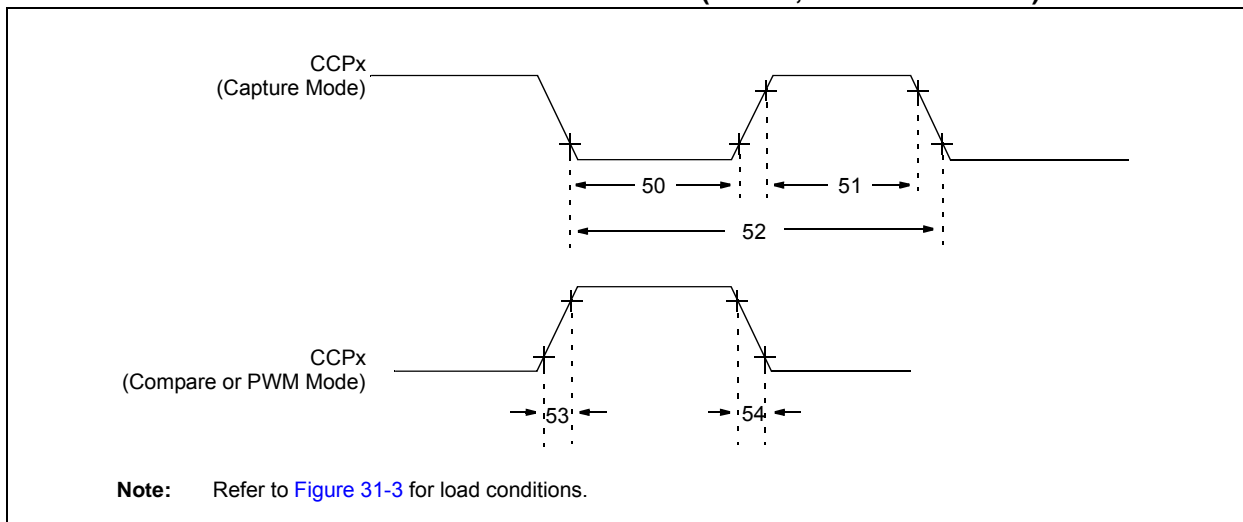 CCPx
(Capture Mode)
50
51
52
CCPx
(Compare or PWM Mode)
53
54
Note: Refer to Figure 31-3 for load conditions.